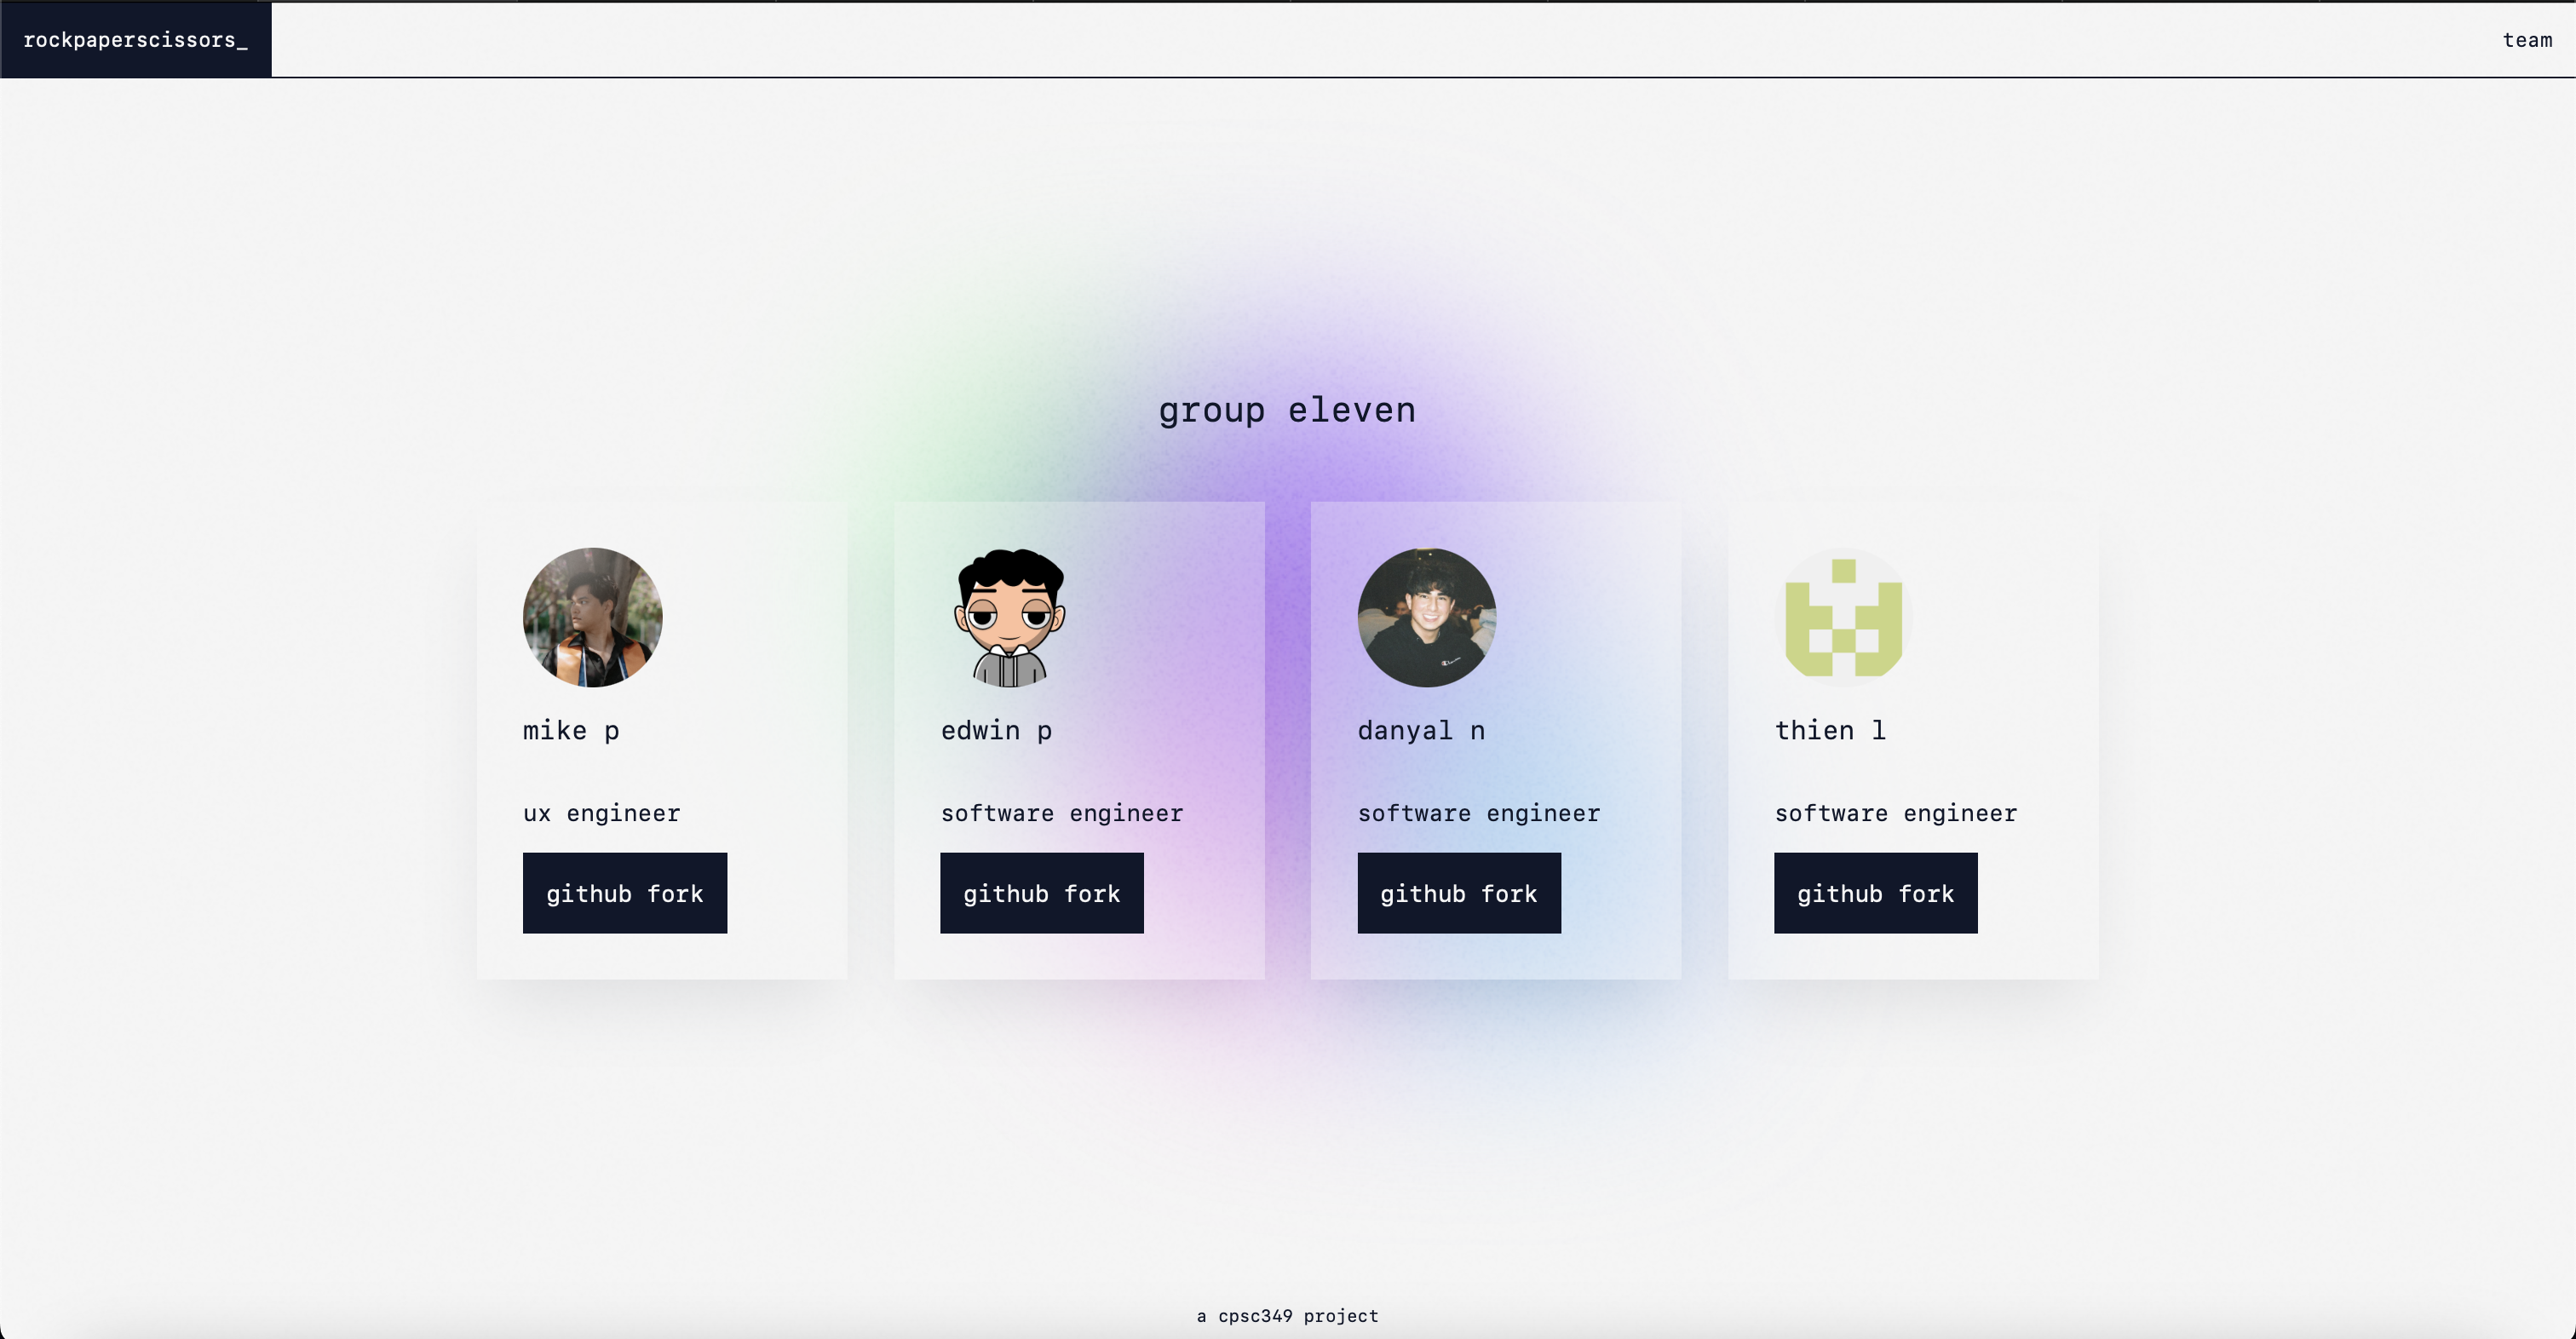 rockpaperscissors_
team
group eleven
mike p
ux engineer
github fork
edwin p
software engineer
github fork
danyal n
software engineer
github fork
thien l
software engineer
github fork
a cpsc349 project